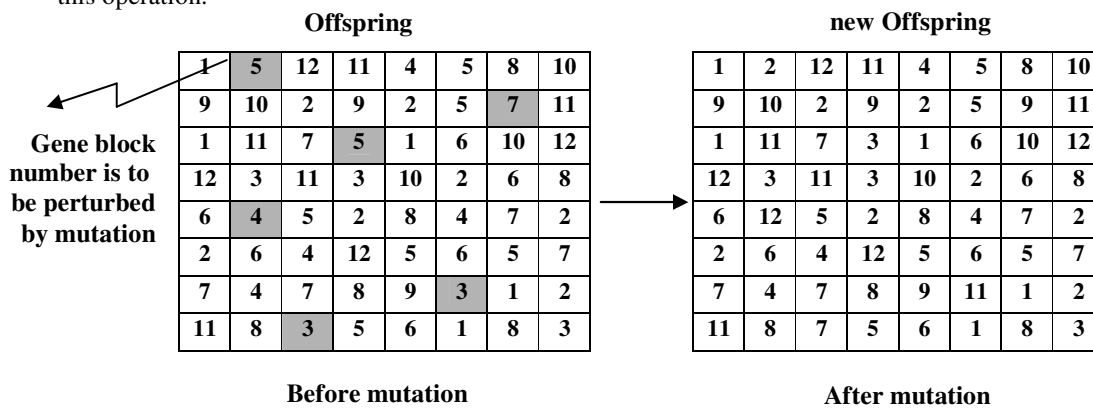 this operation.
Offspring
new Offspring
1 5 12 11 4 5 8 10
9 10 2 9 2 5 7 11
1 11 7 5 1 6 10 12
12 3 11 3 10 2 6 8
6 4 5 2 8 4 7 2
2 6 4 12 5 6 5 7
7 4 7 8 9 3 1 2
11 8 3 5 6 1 8 3
Gene block
number is to
be perturbed
by mutation
1 2 12 11 4 5 8 10
9 10 2 9 2 5 9 11
1 11 7 3 1 6 10 12
12 3 11 3 10 2 6 8
6 12 5 2 8 4 7 2
2 6 4 12 5 6 5 7
7 4 7 8 9 11 1 2
11 8 7 5 6 1 8 3
Before mutation
After mutation